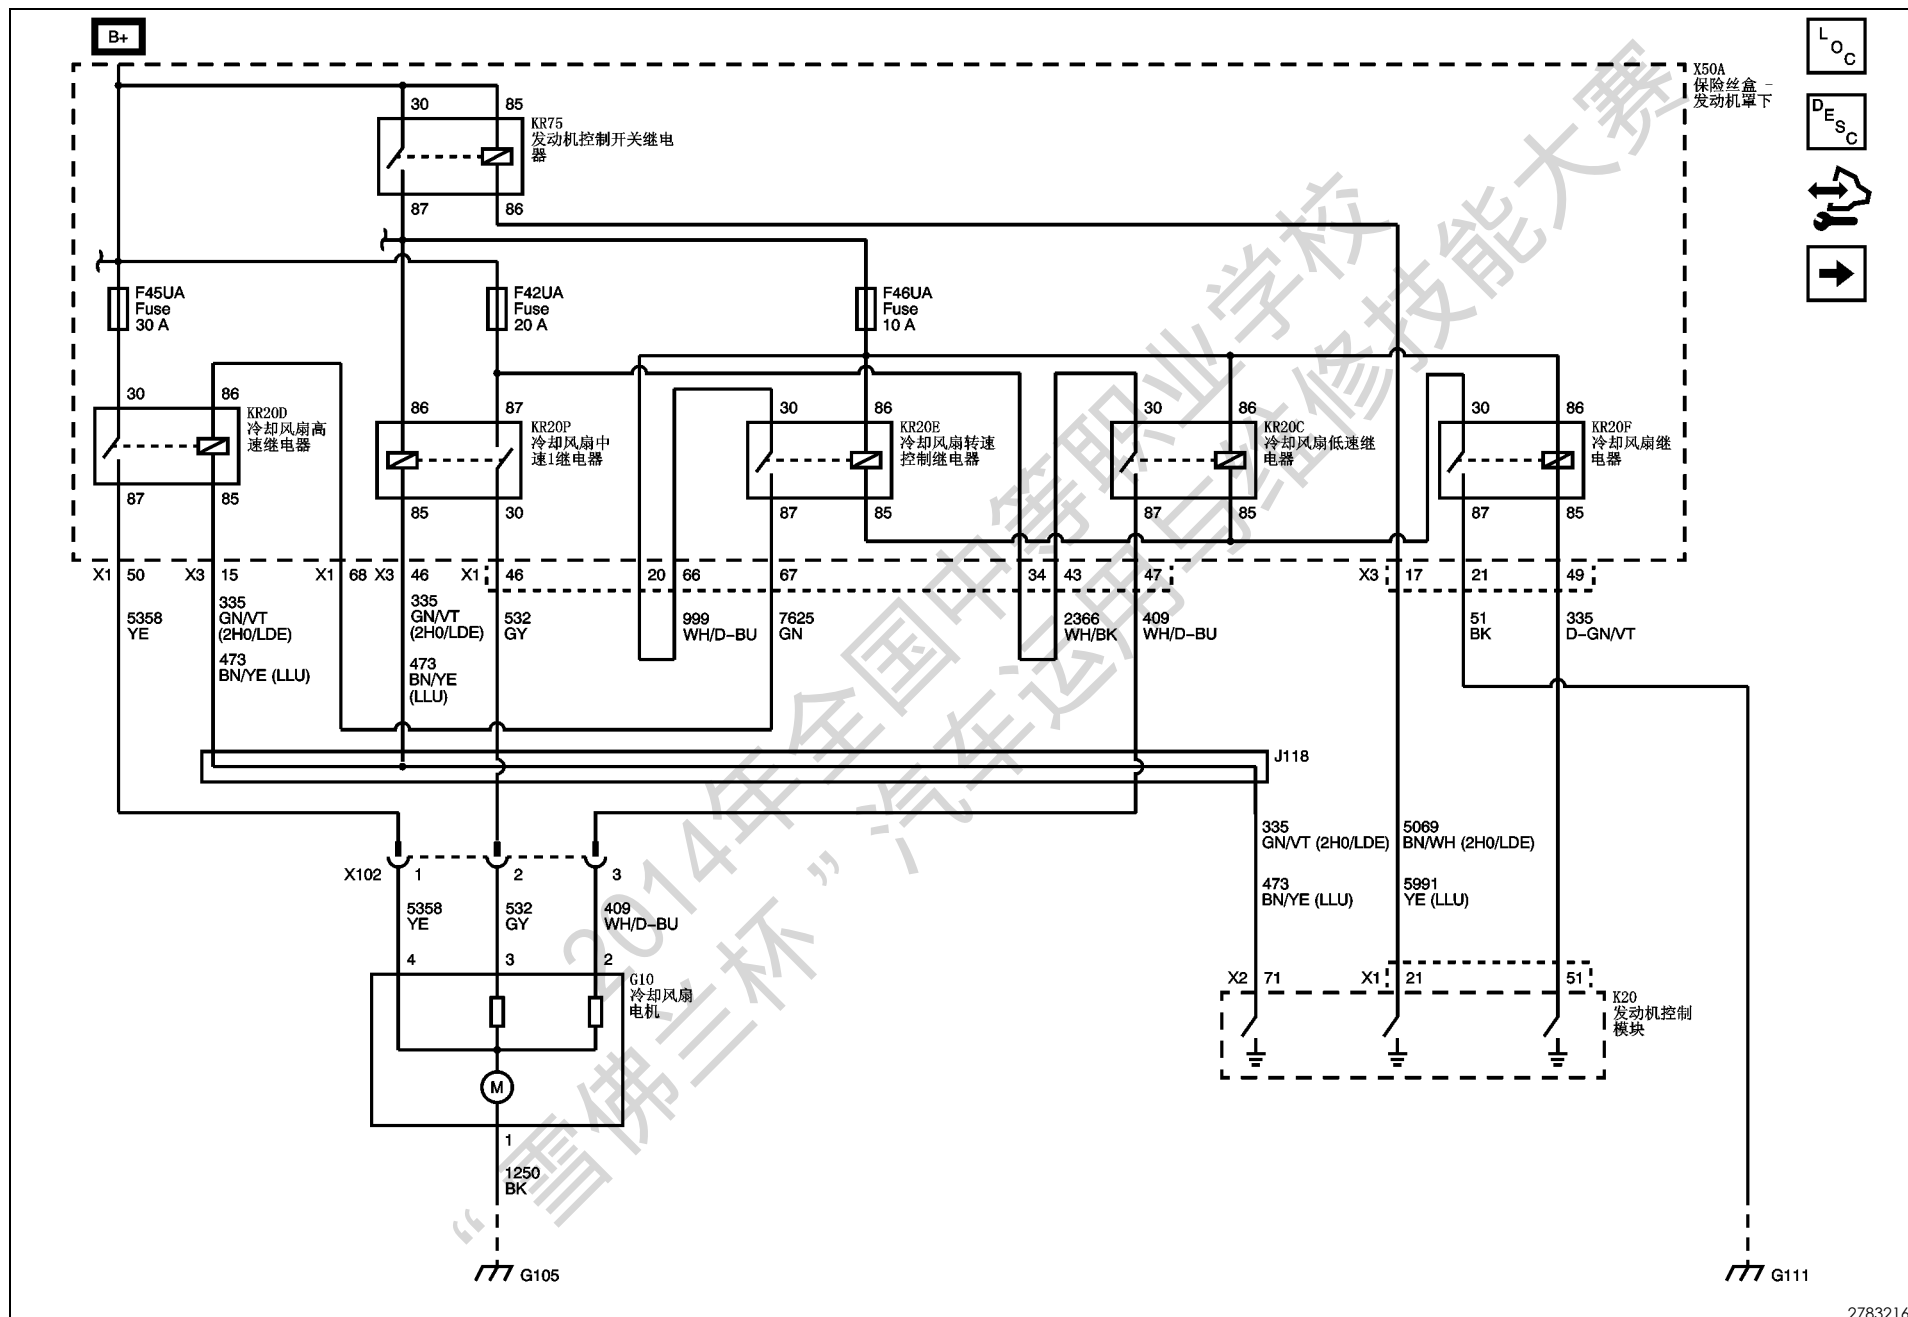 B+
X50A
保险丝盒 –
发动机罩下
LOC
DESC
30
85
KR75
发动机控制开关继电
器
87
86
F45UA
Fuse
30 A
F42UA
Fuse
20 A
F46UA
Fuse
10 A
30
86
KR20D
冷却风扇高
速继电器
87
85
86
87
KR20P
冷却风扇中
速1继电器
85
30
30
86
KR20E
冷却风扇转速
控制继电器
87
85
30
86
KR20C
冷却风扇低速继
电器
87
85
30
86
KR20F
冷却风扇继
电器
87
85
X1 50
X3 15
X1 68
X3 46
X1 46
20 66
67
34 43
47
X3 17
21
49
5358
YE
335
GN/VT
(2H0/LDE)
473
BN/YE (LLU)
335
GN/VT
(2H0/LDE)
473
BN/YE
(LLU)
532
GY
999
WH/D–BU
7625
GN
2366
WH/BK
409
WH/D–BU
51
BK
335
D–GN/VT
J118
335
GN/VT (2H0/LDE)
473
BN/YE (LLU)
5069
BN/WH (2H0/LDE)
5991
YE (LLU)
X102 1
2
3
5358
YE
532
GY
409
WH/D–BU
4
3
2
G10
冷却风扇
电机
M
1
1250
BK
G105
X2 71
X1 21
51
K20
发动机控制
模块
G111
2783216
2014年全国中等职业学校
“雪佛兰杯”汽车运用与维修技能大赛